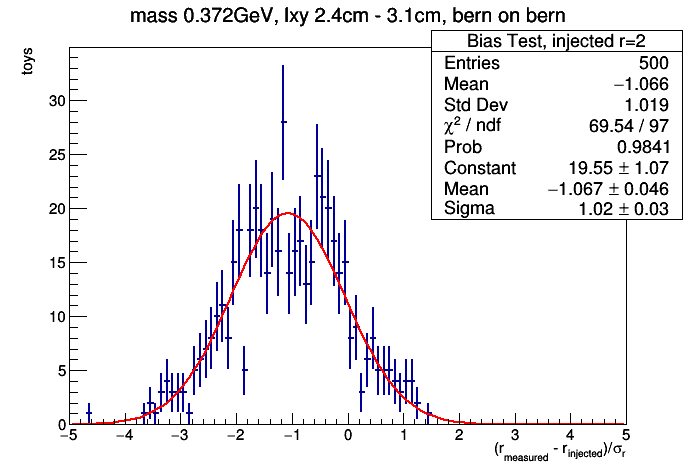 mass 0.372GeV, lxy 2.4cm - 3.1cm, bern on bern
toys
Bias Test, injected r=2
Entries 500
Mean −1.066
Std Dev 1.019
χ² / ndf 69.54 / 97
Prob 0.9841
Constant 19.55 ± 1.07
Mean −1.067 ± 0.046
Sigma 1.02 ± 0.03
30
25
20
15
10
5
0
−5 −4 −3 −2 −1 0 1 2 3 4 5
(r_measured - r_injected)/σ_r